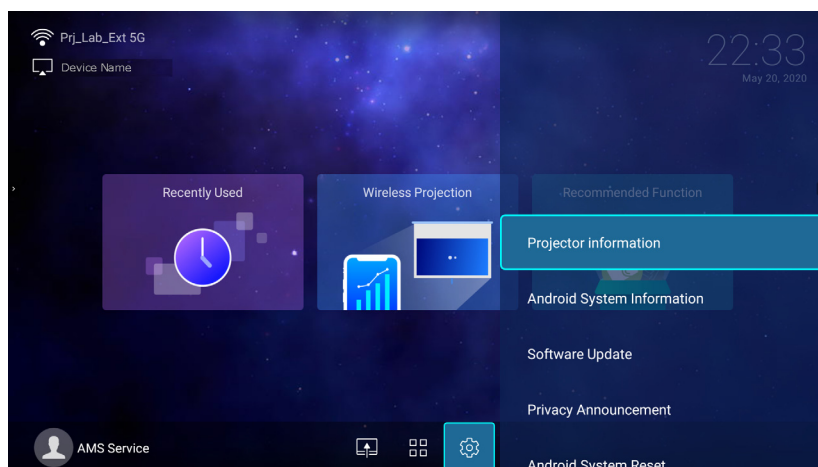 Prj_Lab_Ext 5G
Device Name
22:33
May 20, 2020
Recently Used
Wireless Projection
Recommended Function
Projector information
Android System Information
Software Update
Privacy Announcement
Android System Reset
AMS Service